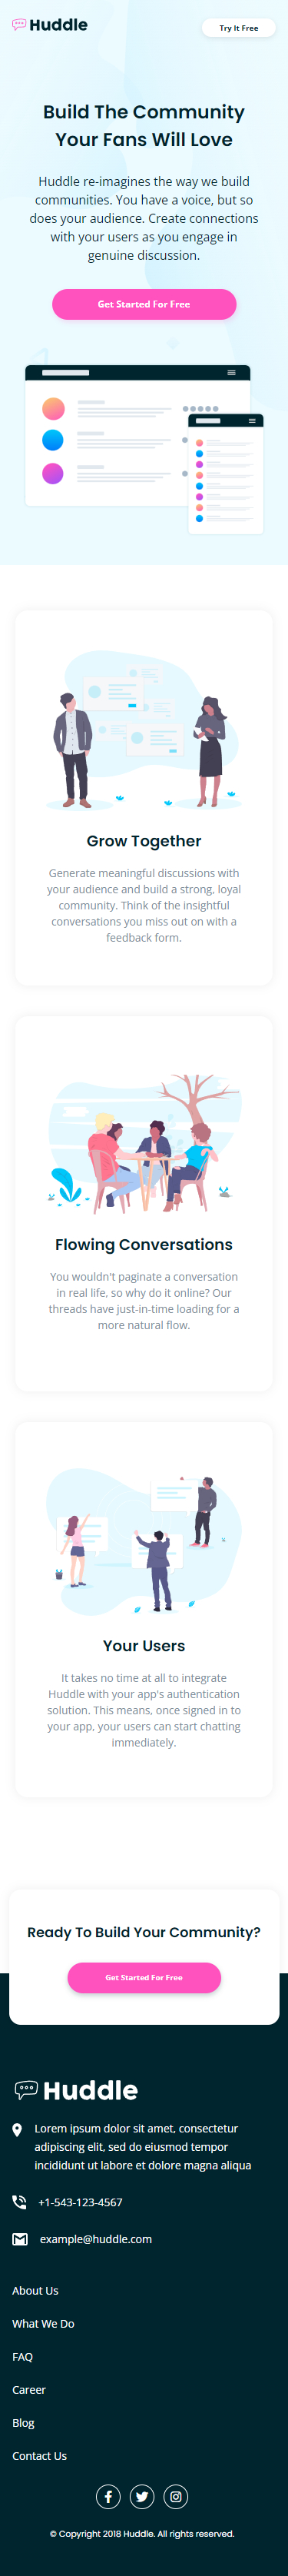 Huddle
Try It Free
Build The Community
Your Fans Will Love
Huddle re-imagines the way we build
communities. You have a voice, but so
does your audience. Create connections
with your users as you engage in
genuine discussion.
Get Started For Free
Grow Together
Generate meaningful discussions with
your audience and build a strong, loyal
community. Think of the insightful
conversations you miss out on with a
feedback form.
Flowing Conversations
You wouldn't paginate a conversation
in real life, so why do it online? Our
threads have just-in-time loading for a
more natural flow.
Your Users
It takes no time at all to integrate
Huddle with your app's authentication
solution. This means, once signed in to
your app, your users can start chatting
immediately.
Ready To Build Your Community?
Get Started For Free
Huddle
Lorem ipsum dolor sit amet, consectetur
adipiscing elit, sed do eiusmod tempor
incididunt ut labore et dolore magna aliqua
+1-543-123-4567
example@huddle.com
About Us
What We Do
FAQ
Career
Blog
Contact Us
© Copyright 2018 Huddle. All rights reserved.